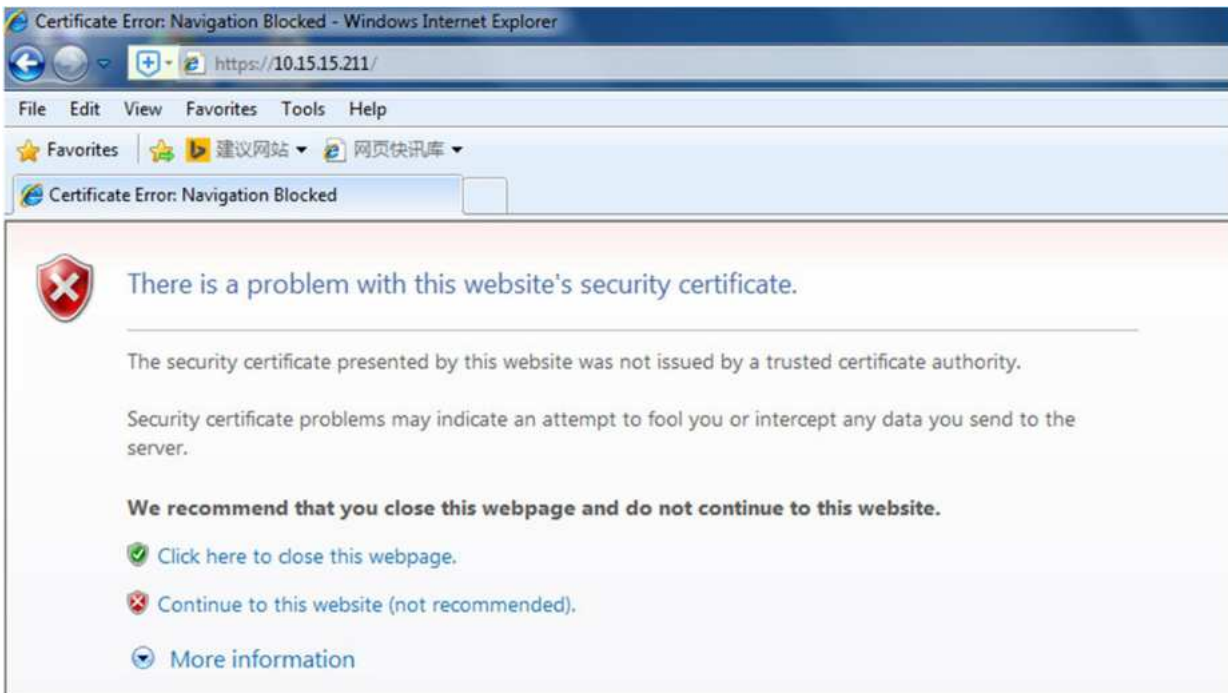 Certificate Error: Navigation Blocked - Windows Internet Explorer
https://10.15.15.211/
File Edit View Favorites Tools Help
Favorites 建议网站 网页快讯库
Certificate Error: Navigation Blocked
There is a problem with this website's security certificate.
The security certificate presented by this website was not issued by a trusted certificate authority.
Security certificate problems may indicate an attempt to fool you or intercept any data you send to the
server.
We recommend that you close this webpage and do not continue to this website.
Click here to close this webpage.
Continue to this website (not recommended).
More information